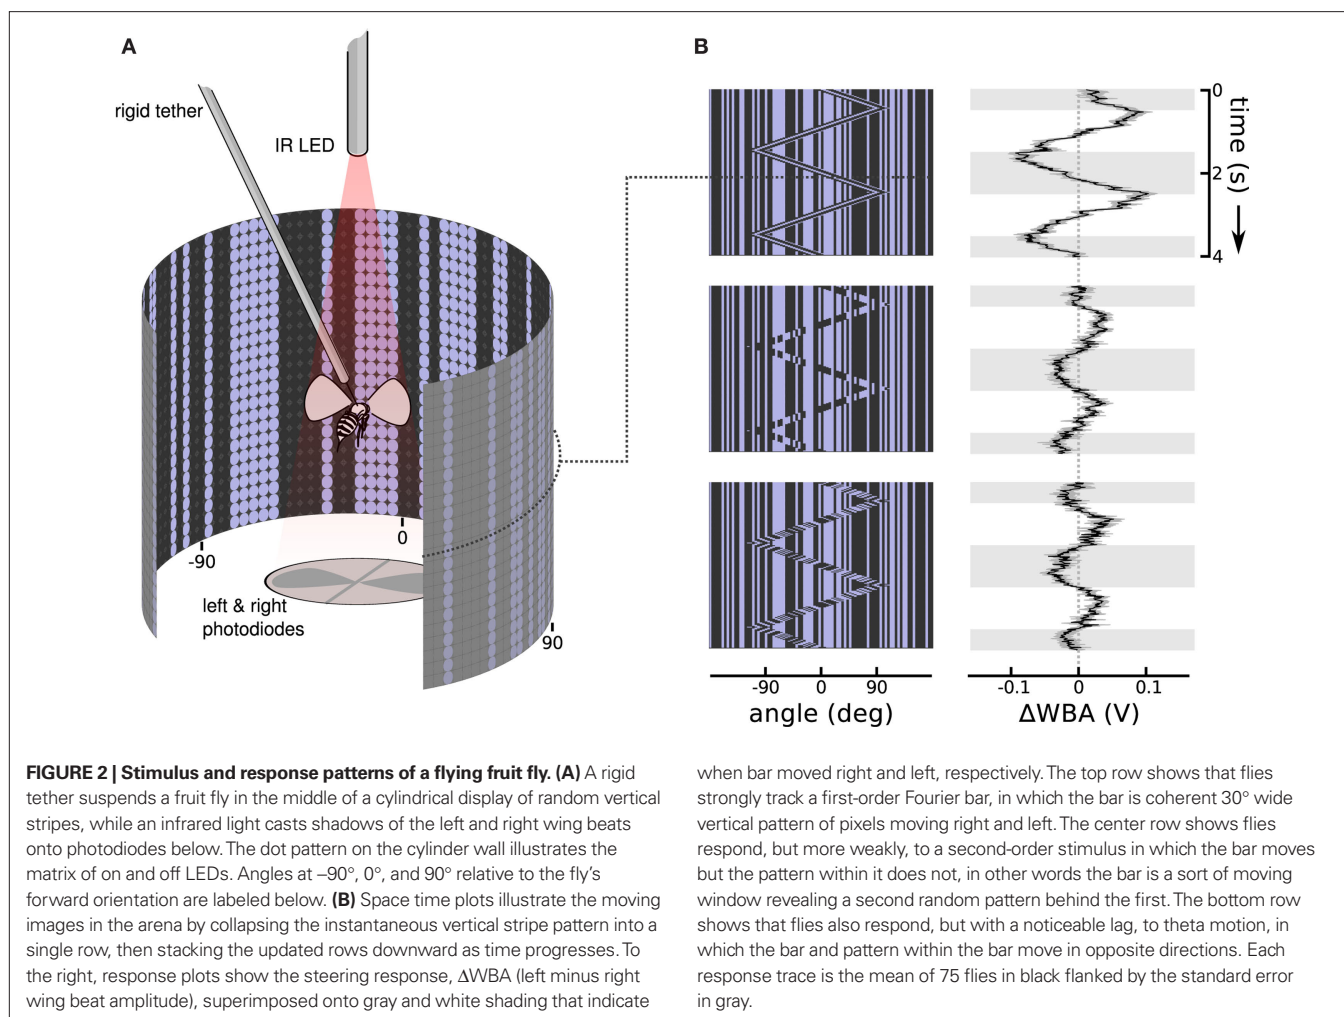 A
B
rigid tether
IR LED
-90
0
90
left & right
photodiodes
0
2
4
time (s)
-90 0 90
angle (deg)
-0.1 0 0.1
ΔWBA (V)
FIGURE 2 | Stimulus and response patterns of a flying fruit fly. (A) A rigid
tether suspends a fruit fly in the middle of a cylindrical display of random vertical
stripes, while an infrared light casts shadows of the left and right wing beats
onto photodiodes below. The dot pattern on the cylinder wall illustrates the
matrix of on and off LEDs. Angles at –90°, 0°, and 90° relative to the fly's
forward orientation are labeled below. (B) Space time plots illustrate the moving
images in the arena by collapsing the instantaneous vertical stripe pattern into a
single row, then stacking the updated rows downward as time progresses. To
the right, response plots show the steering response, ΔWBA (left minus right
wing beat amplitude), superimposed onto gray and white shading that indicate
when bar moved right and left, respectively. The top row shows that flies
strongly track a first-order Fourier bar, in which the bar is coherent 30° wide
vertical pattern of pixels moving right and left. The center row shows flies
respond, but more weakly, to a second-order stimulus in which the bar moves
but the pattern within it does not, in other words the bar is a sort of moving
window revealing a second random pattern behind the first. The bottom row
shows that flies also respond, but with a noticeable lag, to theta motion, in
which the bar and pattern within the bar move in opposite directions. Each
response trace is the mean of 75 flies in black flanked by the standard error
in gray.